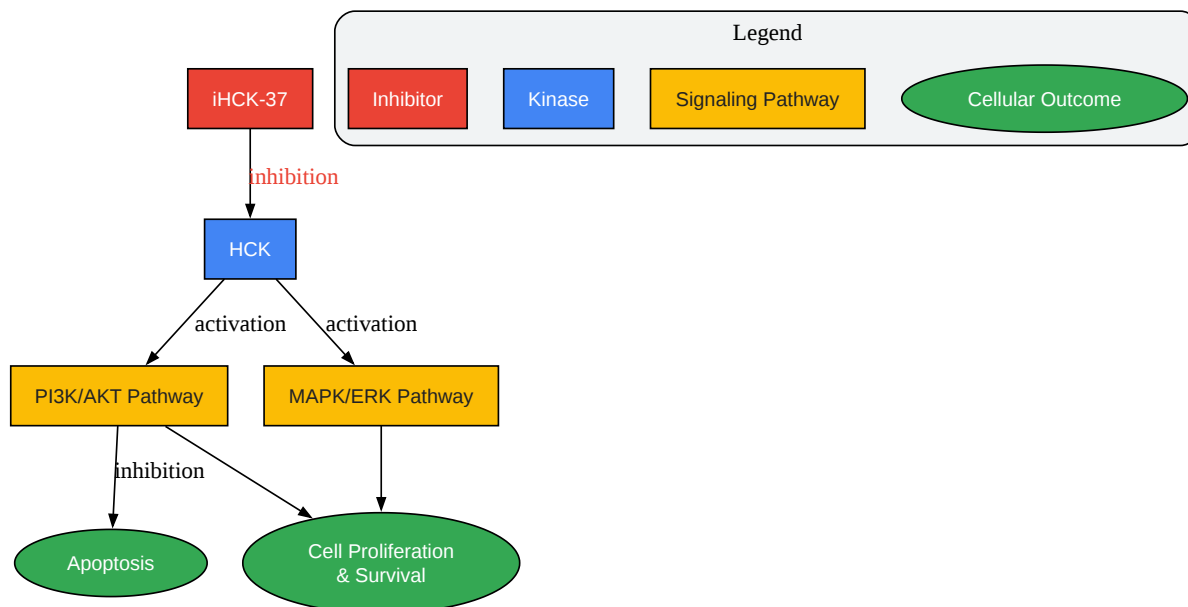 Legend
iHCK-37
Inhibitor
Kinase
Signaling Pathway
Cellular Outcome
inhibition
HCK
activation
activation
PI3K/AKT Pathway
MAPK/ERK Pathway
inhibition
Apoptosis
Cell Proliferation
& Survival